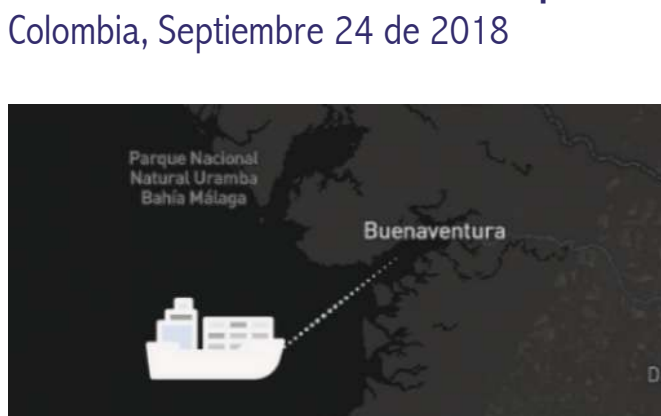 Colombia, Septiembre 24 de 2018
Parque Nacional
Natural Uramba
Bahía Málaga
Buenaventura
D